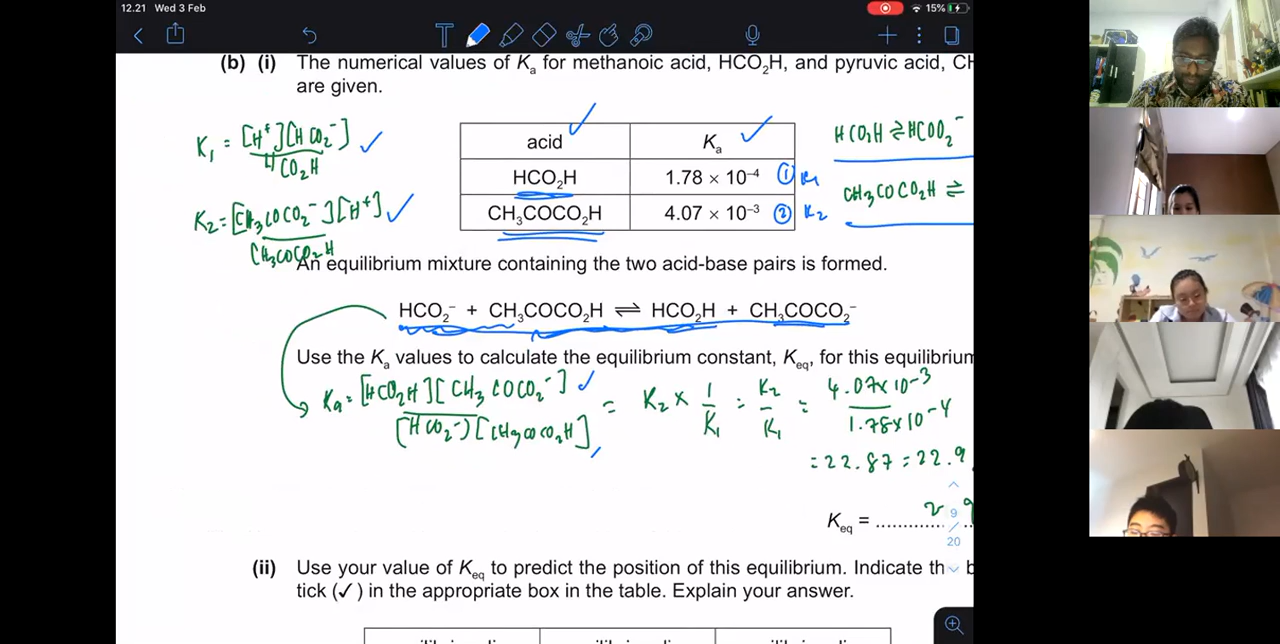 12.21 Wed 3 Feb
15%
(b) (i) The numerical values of Ka for methanoic acid, HCO2H, and pyruvic acid, CH
are given.
K1 = [H+][HCO2-] ✓
HCO2H
K2 = [CH3COCO2-][H+] ✓
CH3COCO2H
acid ✓ Ka ✓
HCO2H 1.78 × 10–4 ① K1
CH3COCO2H 4.07 × 10–3 ② K2
HCO2H ⇌ HCOO2-
CH3COCO2H ⇌
An equilibrium mixture containing the two acid-base pairs is formed.
HCO2– + CH3COCO2H ⇌ HCO2H + CH3COCO2–
Use the Ka values to calculate the equilibrium constant, Keq, for this equilibrium
Ka = [HCO2H][CH3COCO2-] ✓
[HCO2-][CH3COCO2H]
= K2 × 1/K1 = K2/K1 = 4.07×10-3 / 1.78×10-4
= 22.87 = 22.9
Keq = ..............
9
/
20
(ii) Use your value of Keq to predict the position of this equilibrium. Indicate th
tick (✓) in the appropriate box in the table. Explain your answer.